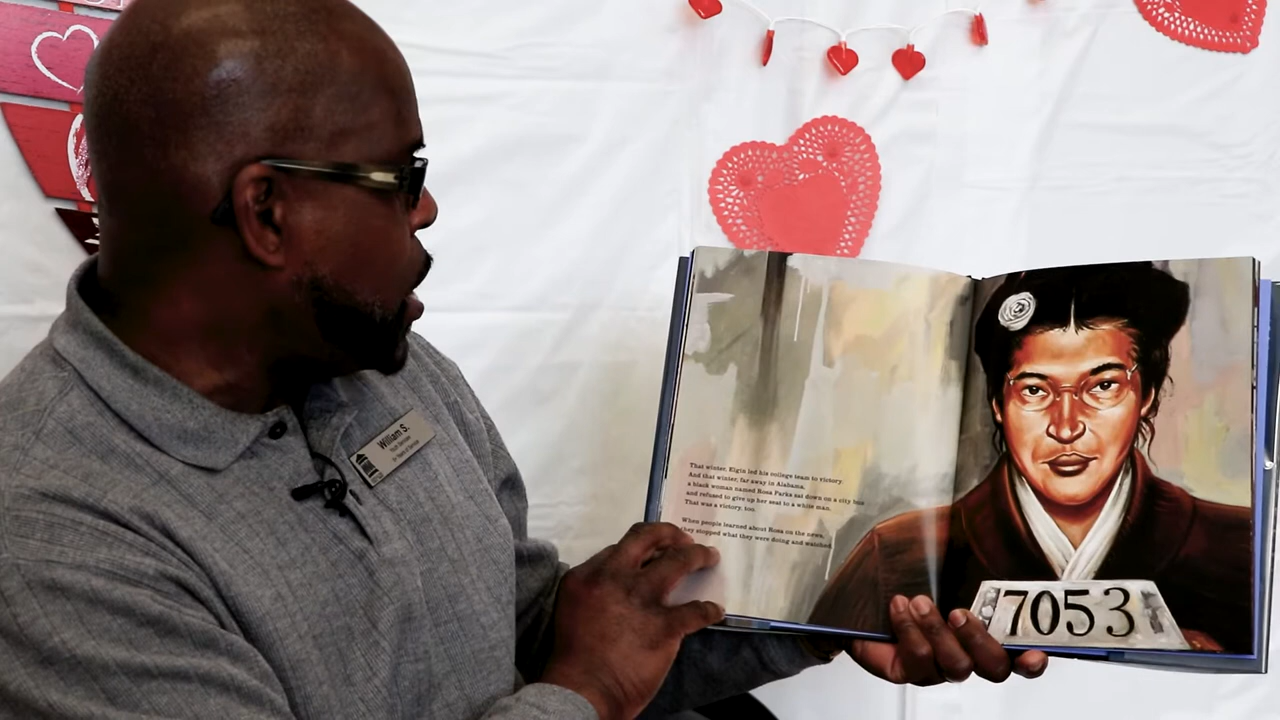 William S.
That winter, Elgin led his college team to victory.
And that winter, far away in Alabama,
a black woman named Rosa Parks sat down on a city bus
and refused to give up her seat to a white man.
That was a victory, too.
When people learned about Rosa on the news,
they stopped what they were doing and watched.
7053